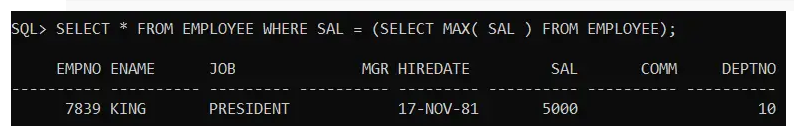 SQL> SELECT * FROM EMPLOYEE WHERE SAL = (SELECT MAX( SAL ) FROM EMPLOYEE);
EMPNO ENAME JOB MGR HIREDATE SAL COMM DEPTNO
---------- ---------- --------- ---------- --------- ---------- ---------- ----------
7839 KING PRESIDENT 17-NOV-81 5000 10